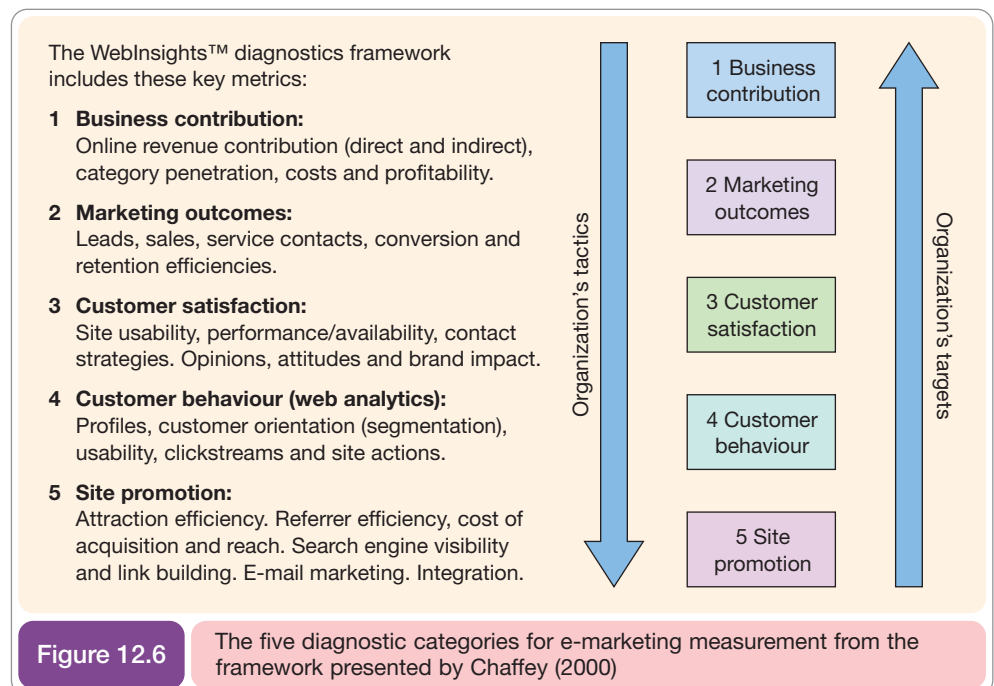 The WebInsights™ diagnostics framework
includes these key metrics:
1 Business contribution:
Online revenue contribution (direct and indirect),
category penetration, costs and profitability.
2 Marketing outcomes:
Leads, sales, service contacts, conversion and
retention efficiencies.
3 Customer satisfaction:
Site usability, performance/availability, contact
strategies. Opinions, attitudes and brand impact.
4 Customer behaviour (web analytics):
Profiles, customer orientation (segmentation),
usability, clickstreams and site actions.
5 Site promotion:
Attraction efficiency. Referrer efficiency, cost of
acquisition and reach. Search engine visibility
and link building. E-mail marketing. Integration.
Organization's tactics
1 Business
contribution
2 Marketing
outcomes
3 Customer
satisfaction
4 Customer
behaviour
5 Site
promotion
Organization's targets
Figure 12.6
The five diagnostic categories for e-marketing measurement from the
framework presented by Chaffey (2000)